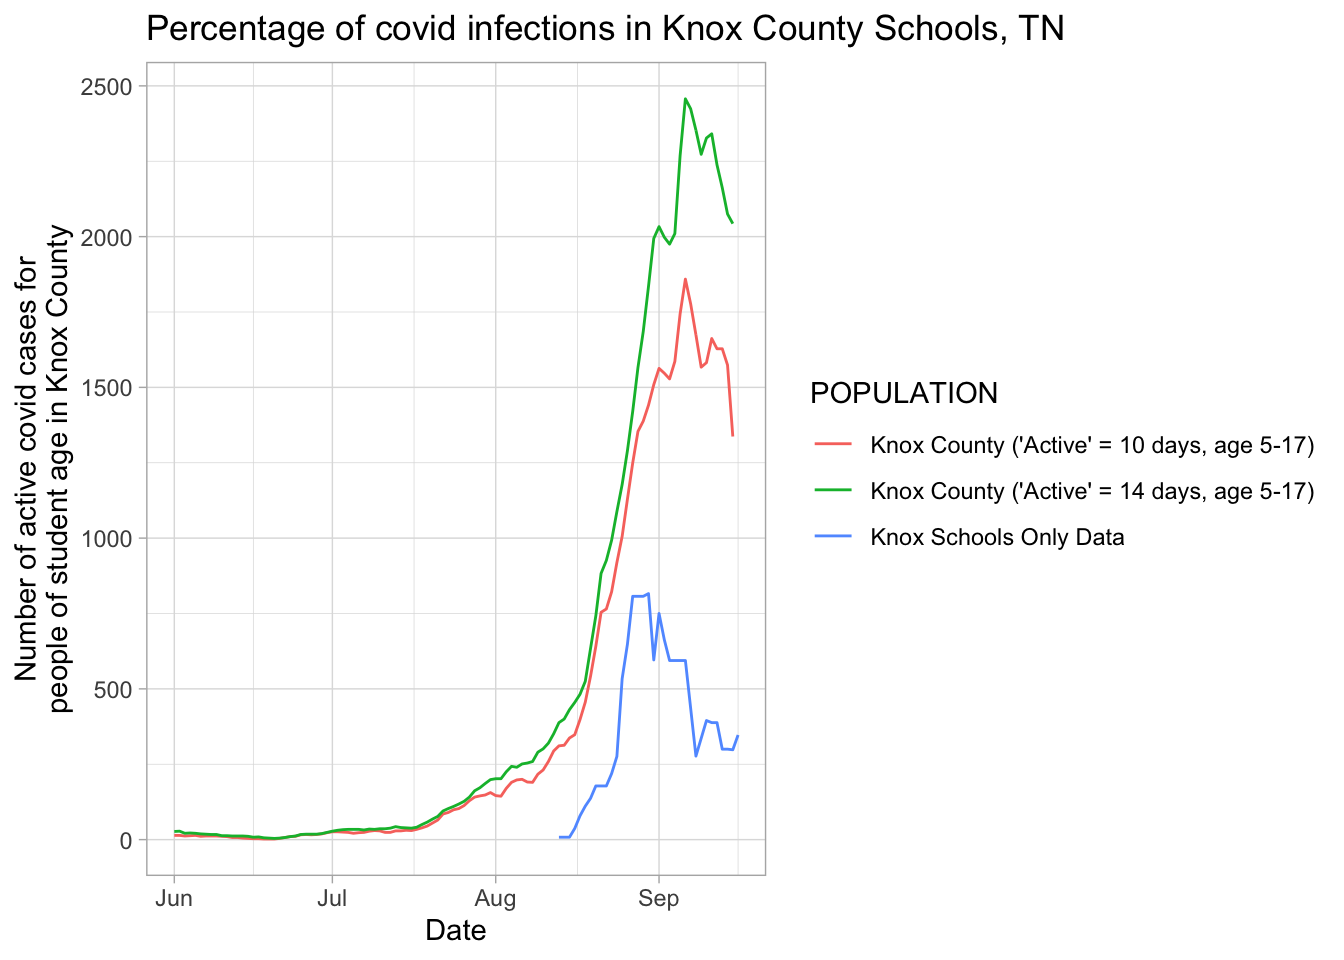 Percentage of covid infections in Knox County Schools, TN
Number of active covid cases for
people of student age in Knox County
2500
2000
1500
1000
500
0
Jun
Jul
Aug
Sep
Date
POPULATION
Knox County ('Active' = 10 days, age 5-17)
Knox County ('Active' = 14 days, age 5-17)
Knox Schools Only Data